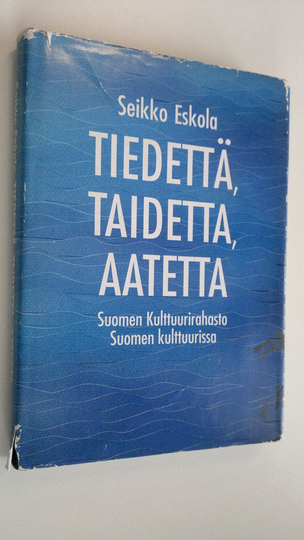 Seikko Eskola
TIEDETTÄ,
TAIDETTA,
AATETTA
Suomen Kulttuurirahasto
Suomen kulttuurissa